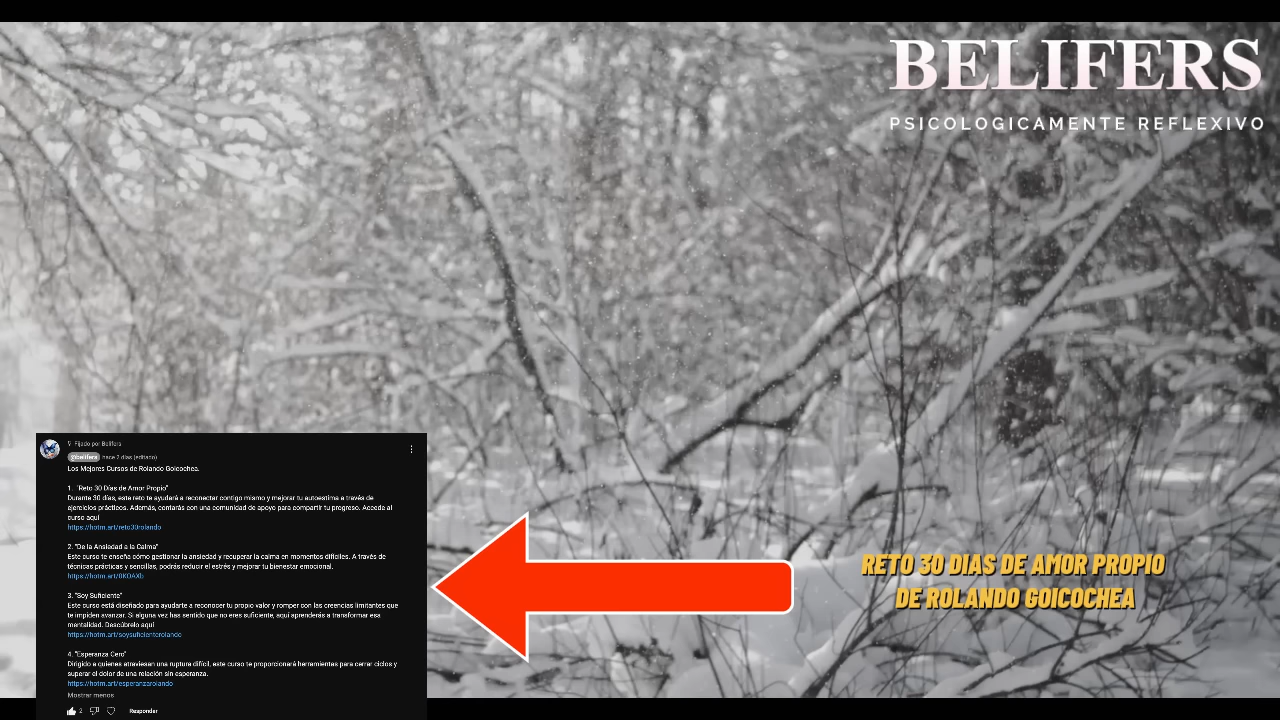 BELIFERS
PSICOLOGICAMENTE REFLEXIVO
Fijado por Belifers
@belifers hace 2 días (editado)
Los Mejores Cursos de Rolando Goicochea.
1. "Reto 30 Días de Amor Propio"
Durante 30 días, este reto te ayudará a reconectar contigo mismo y mejorar tu autoestima a través de
ejercicios prácticos. Además, contarás con una comunidad de apoyo para compartir tu progreso. Accede al
curso aquí
https://hotm.art/reto30rolando
2. "De la Ansiedad a la Calma"
Este curso te enseña cómo gestionar la ansiedad y recuperar la calma en momentos difíciles. A través de
técnicas prácticas y sencillas, podrás reducir el estrés y mejorar tu bienestar emocional.
https://hotm.art/0KOAXb
3. "Soy Suficiente"
Este curso está diseñado para ayudarte a reconocer tu propio valor y romper con las creencias limitantes que
te impiden avanzar. Si alguna vez has sentido que no eres suficiente, aquí aprenderás a transformar esa
mentalidad. Descúbrelo aquí
https://hotm.art/soysuficienterolando
4. "Esperanza Cero"
Dirigido a quienes atraviesan una ruptura difícil, este curso te proporcionará herramientas para cerrar ciclos y
superar el dolor de una relación sin esperanza.
https://hotm.art/esperanzarolando
Mostrar menos
2
Responder
RETO 30 DIAS DE AMOR PROPIO
DE ROLANDO GOICOCHEA